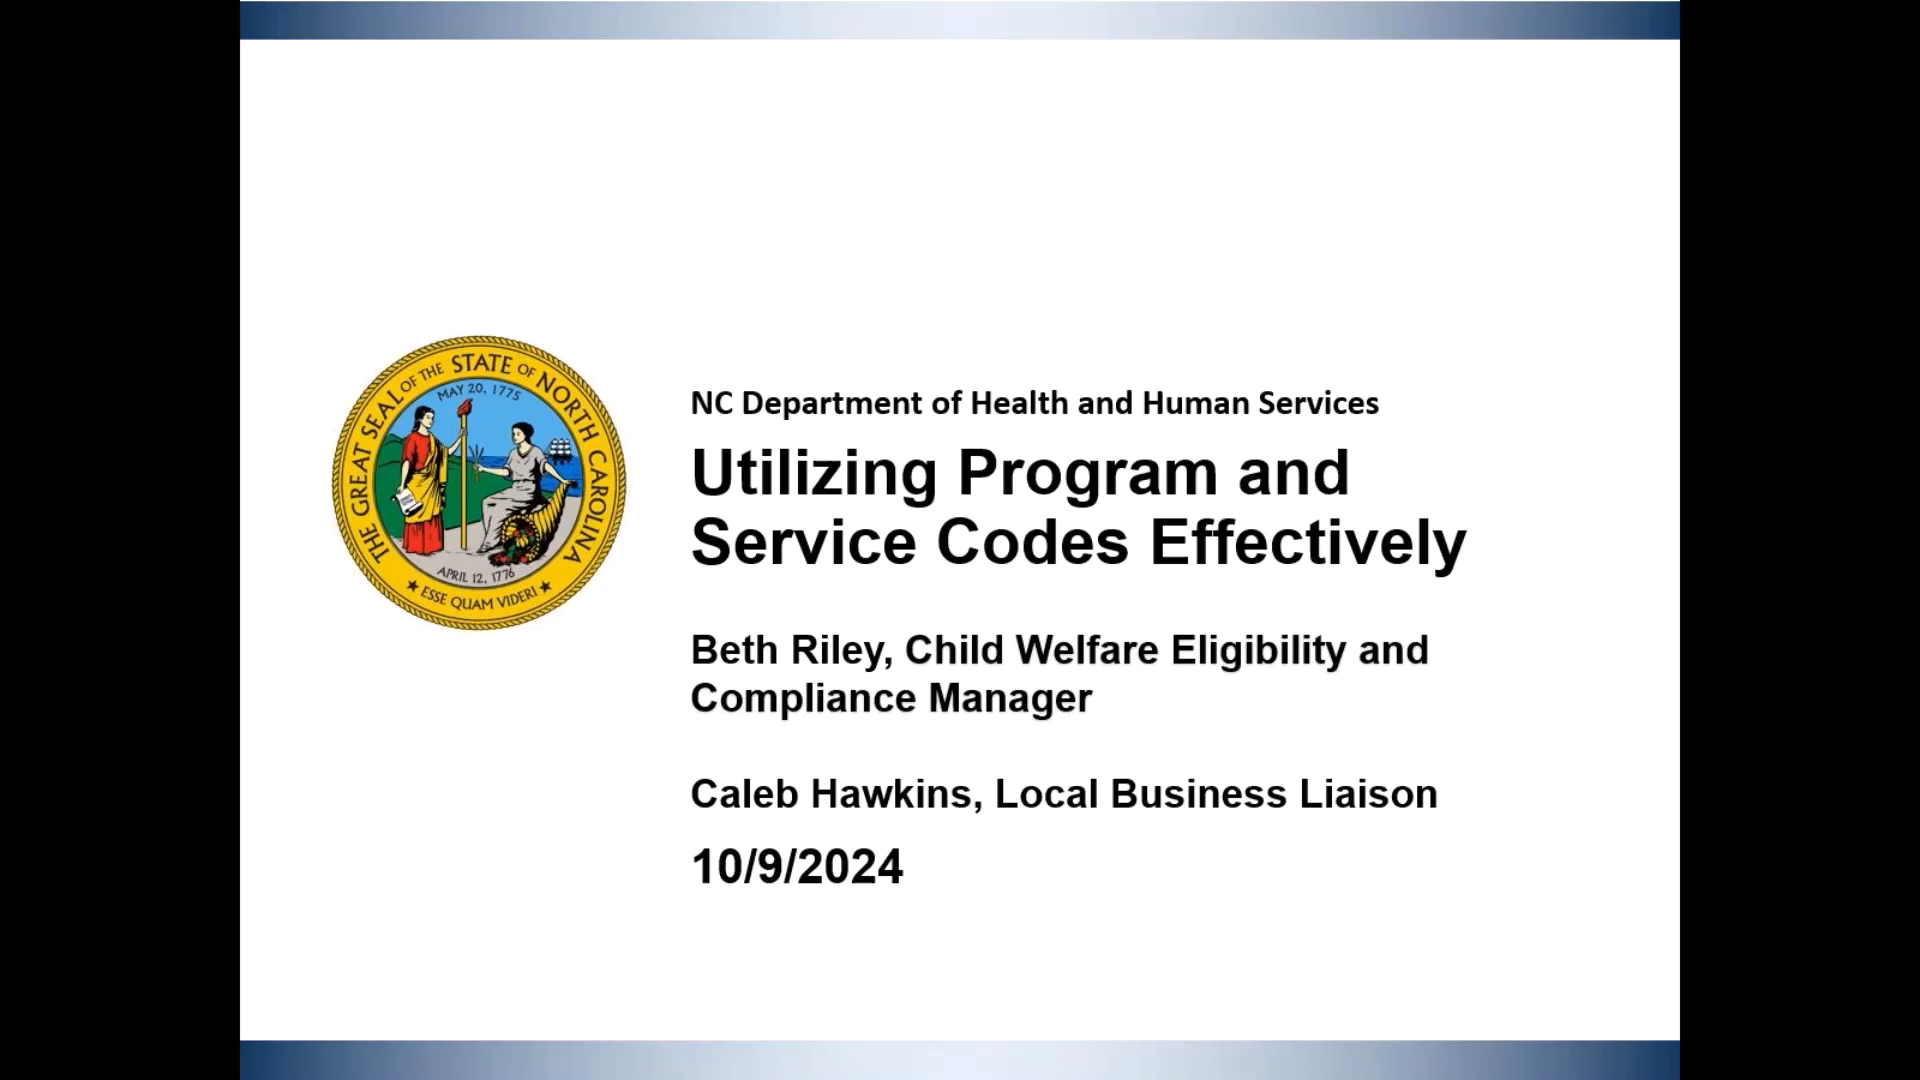 THE GREAT SEAL OF THE STATE OF NORTH CAROLINA
MAY 20, 1775
APRIL 12, 1776
★ ESSE QUAM VIDERI ★
NC Department of Health and Human Services
Utilizing Program and
Service Codes Effectively
Beth Riley, Child Welfare Eligibility and
Compliance Manager
Caleb Hawkins, Local Business Liaison
10/9/2024